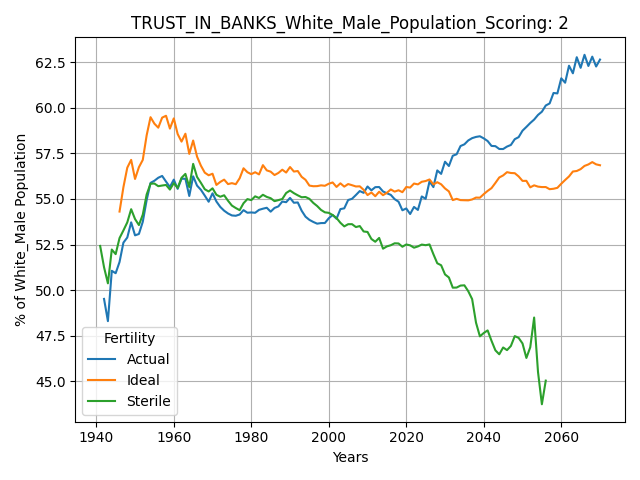 TRUST_IN_BANKS_White_Male_Population_Scoring: 2
% of White_Male Population
62.5
60.0
57.5
55.0
52.5
50.0
47.5
45.0
Fertility
Actual
Ideal
Sterile
1940 1960 1980 2000 2020 2040 2060
Years